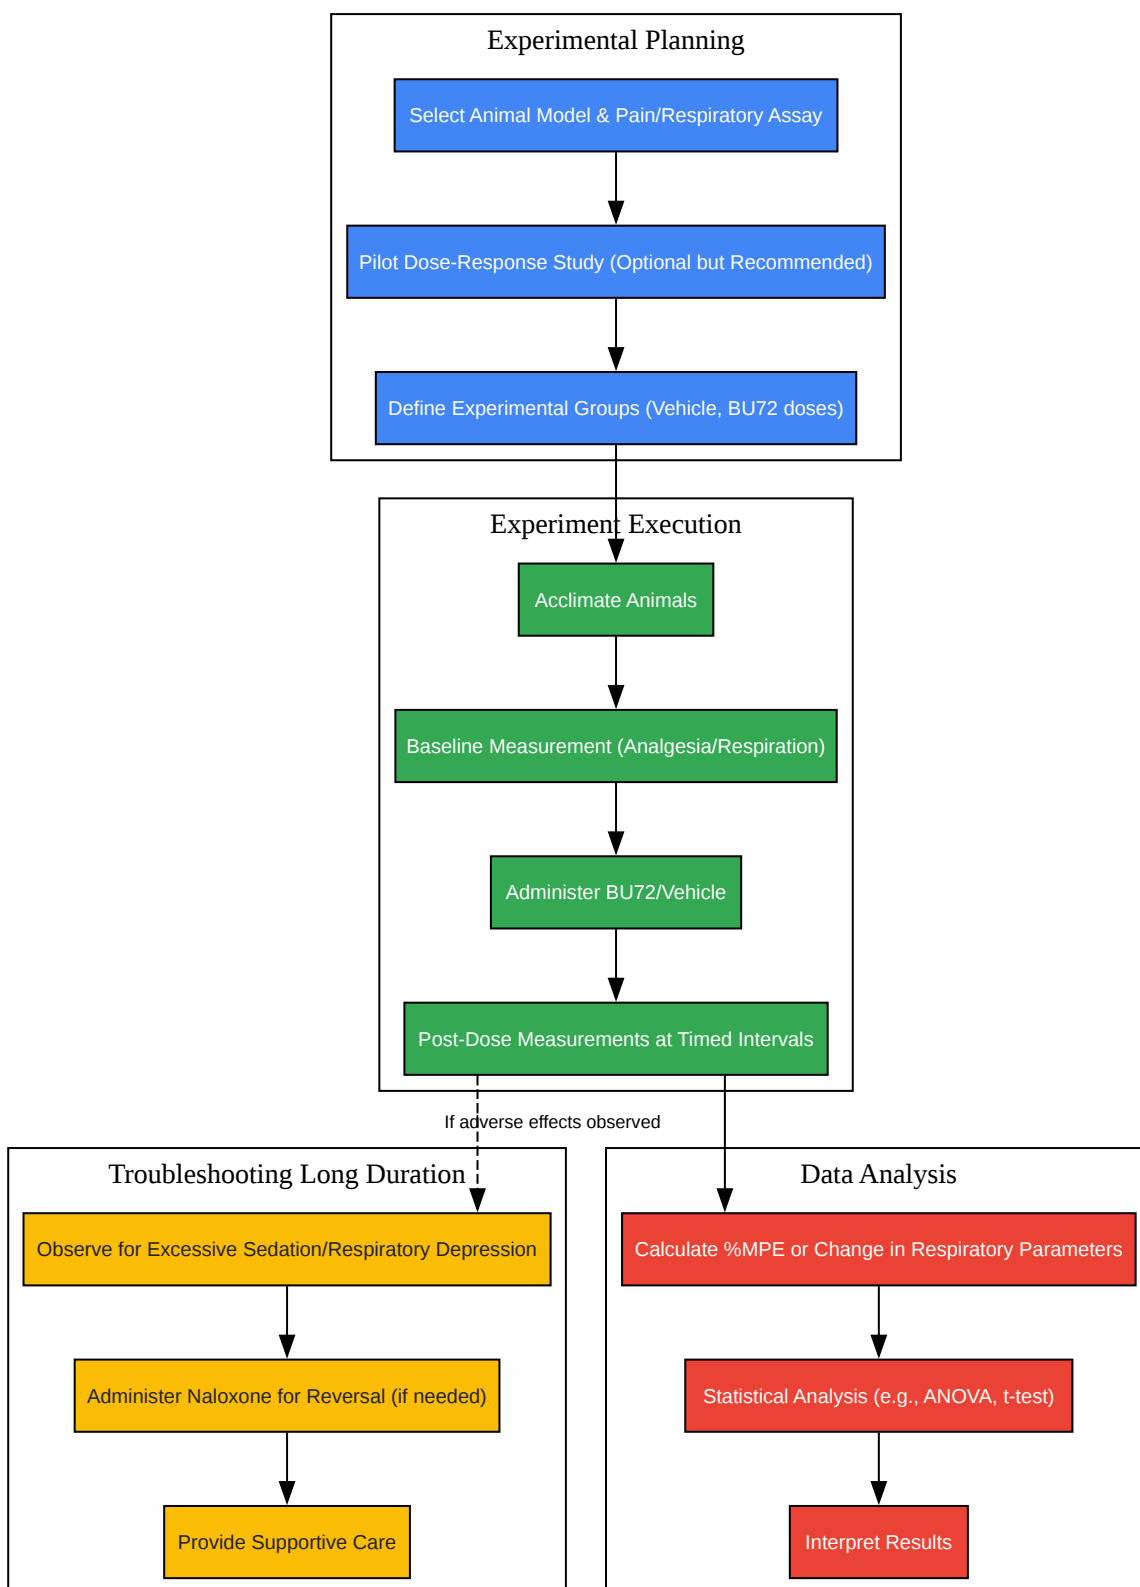 Experimental Planning
Select Animal Model & Pain/Respiratory Assay
Pilot Dose-Response Study (Optional but Recommended)
Define Experimental Groups (Vehicle, BU72 doses)
Experiment Execution
Acclimate Animals
Baseline Measurement (Analgesia/Respiration)
Administer BU72/Vehicle
Post-Dose Measurements at Timed Intervals
If adverse effects observed
Troubleshooting Long Duration
Observe for Excessive Sedation/Respiratory Depression
Administer Naloxone for Reversal (if needed)
Provide Supportive Care
Data Analysis
Calculate %MPE or Change in Respiratory Parameters
Statistical Analysis (e.g., ANOVA, t-test)
Interpret Results